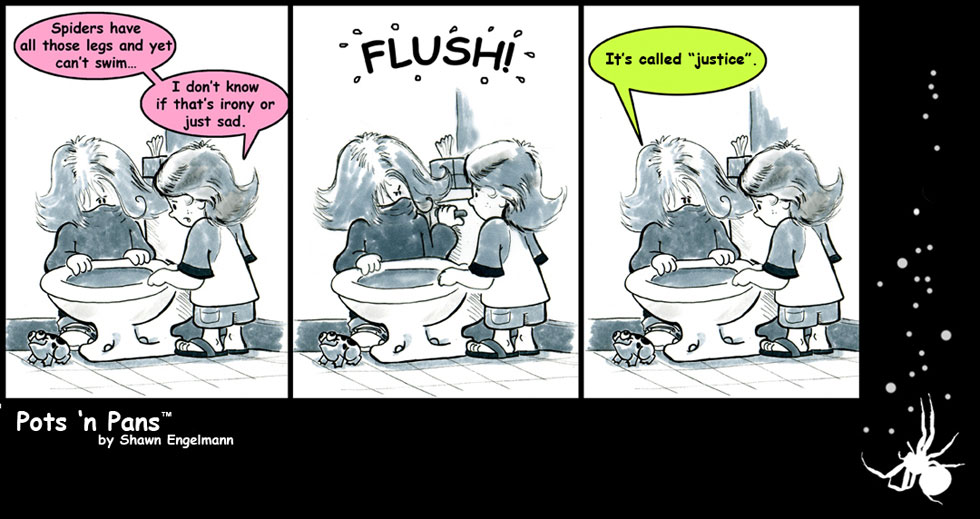 Spiders have
all those legs and yet
can't swim...
I don't know
if that's irony or
just sad.
FLUSH!
It's called "justice".
Pots 'n Pans™
by Shawn Engelmann